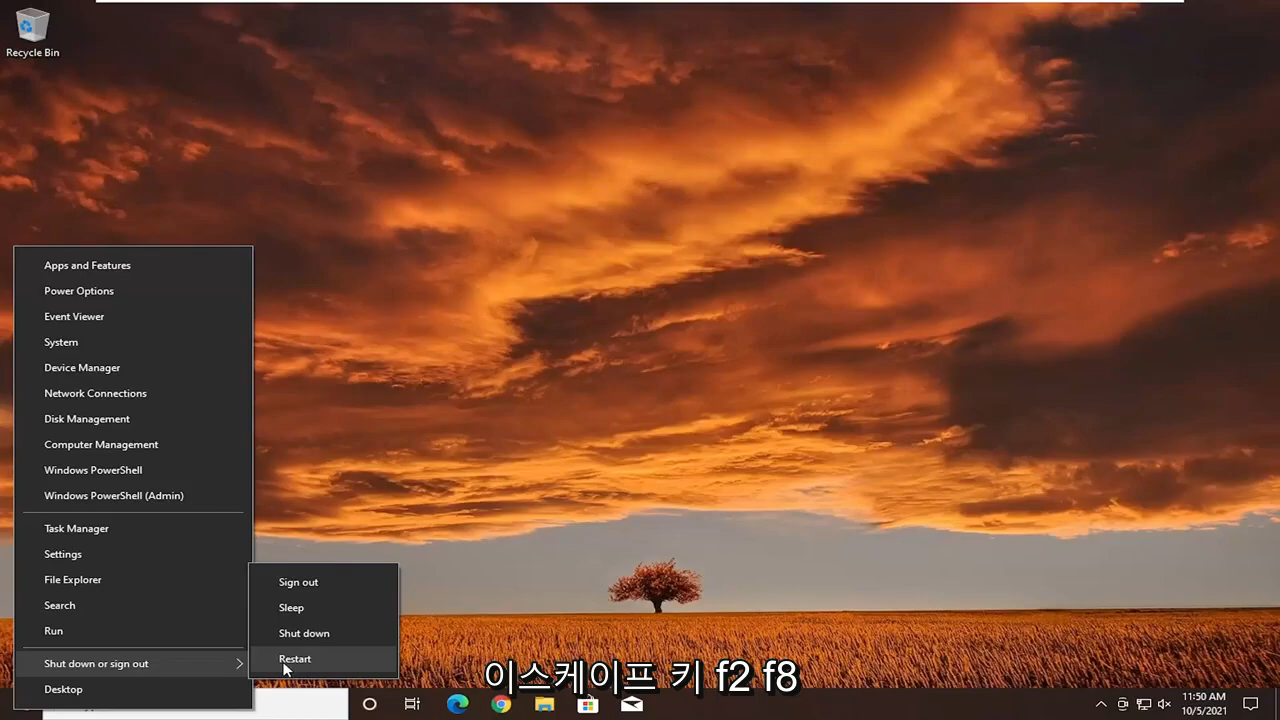 Recycle Bin
Apps and Features
Power Options
Event Viewer
System
Device Manager
Network Connections
Disk Management
Computer Management
Windows PowerShell
Windows PowerShell (Admin)
Task Manager
Settings
File Explorer
Search
Run
Shut down or sign out
Desktop
Sign out
Sleep
Shut down
Restart
이스케이프 키 f2 f8
11:50 AM
10/5/2021